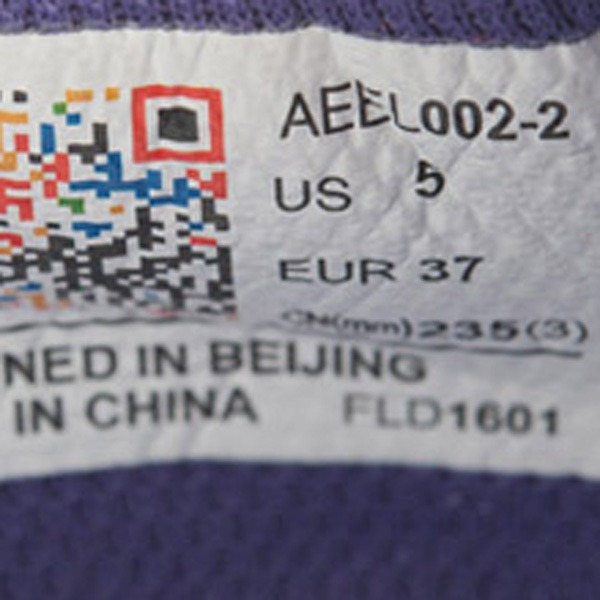 AEEL002-2
US 5
EUR 37
CN(mm)235(3)
NED IN BEIJING
IN CHINA FLD1601